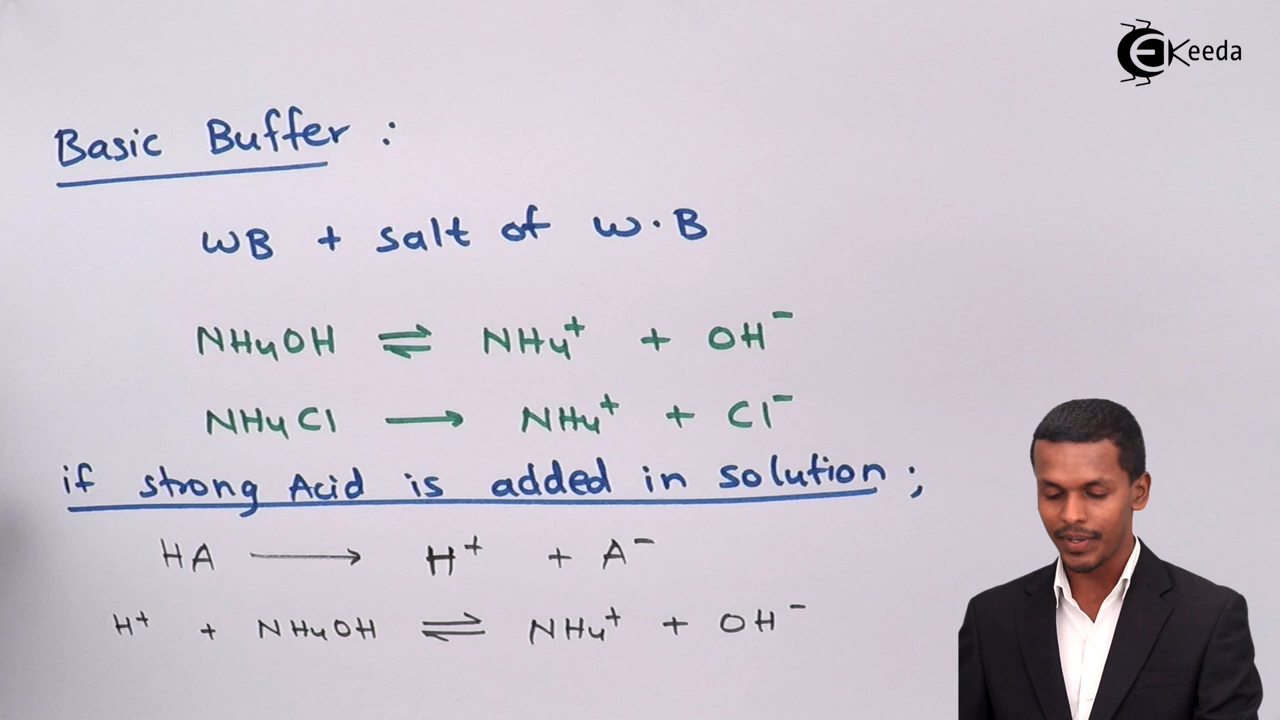 EKeeda
Basic Buffer :
WB + salt of W.B
NH4OH ⇌ NH4+ + OH-
NH4Cl → NH4+ + Cl-
if strong Acid is added in solution ;
HA → H+ + A-
H+ + NH4OH ⇌ NH4+ + OH-